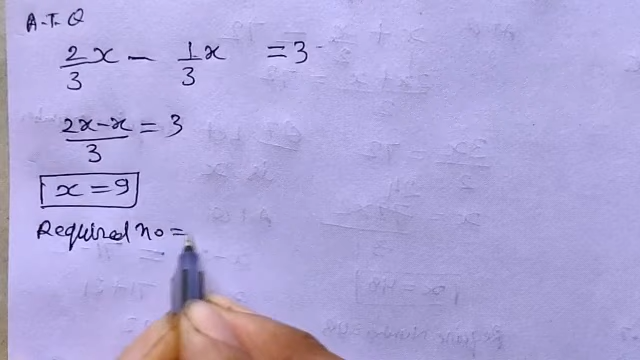 A.T.Q
2/3 x - 1/3 x = 3
2x-x/3 = 3
x = 9
Required no =